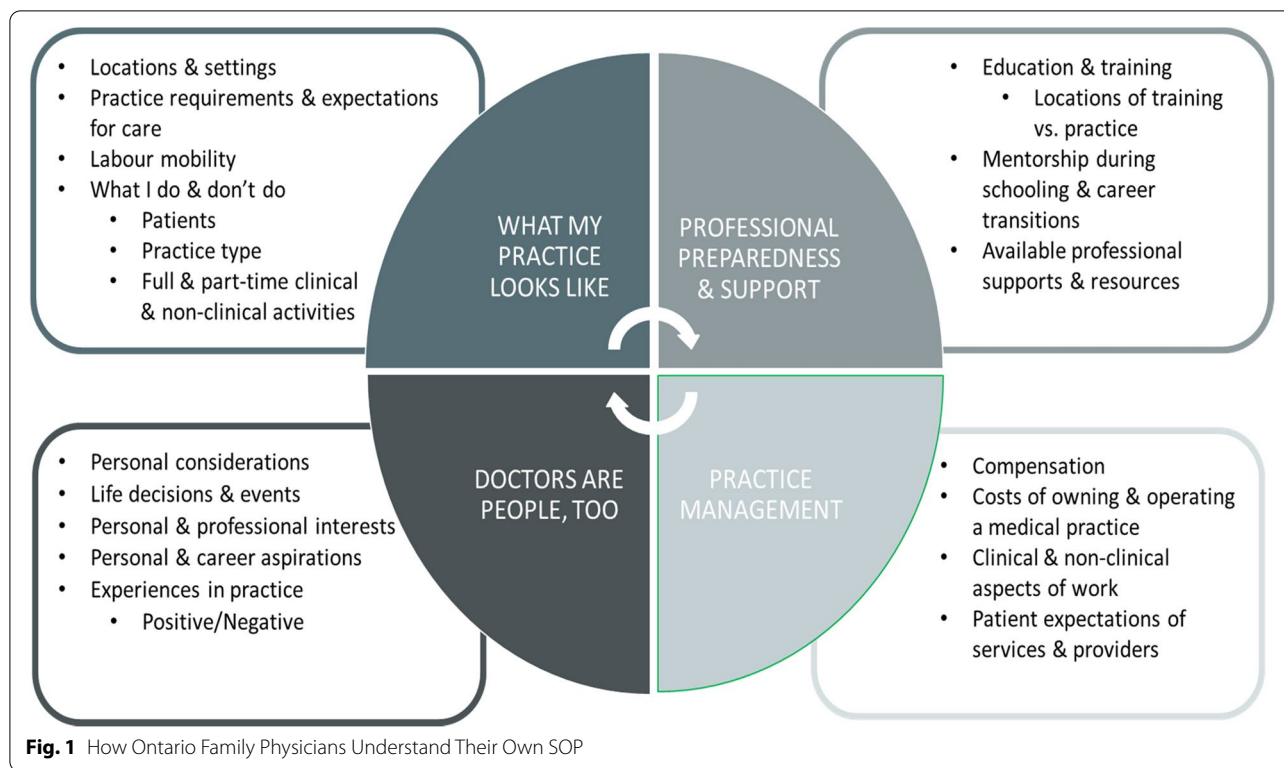 • Locations & settings
• Practice requirements & expectations
for care
• Labour mobility
• What I do & don't do
• Patients
• Practice type
• Full & part-time clinical
& non-clinical activities
WHAT MY
PRACTICE
LOOKS LIKE
PROFESSIONAL
PREPAREDNESS
& SUPPORT
• Education & training
• Locations of training
vs. practice
• Mentorship during
schooling & career
transitions
• Available professional
supports & resources
• Personal considerations
• Life decisions & events
• Personal & professional interests
• Personal & career aspirations
• Experiences in practice
• Positive/Negative
DOCTORS ARE
PEOPLE, TOO
PRACTICE
MANAGEMENT
• Compensation
• Costs of owning & operating
a medical practice
• Clinical & non-clinical
aspects of work
• Patient expectations of
services & providers
Fig. 1 How Ontario Family Physicians Understand Their Own SOP